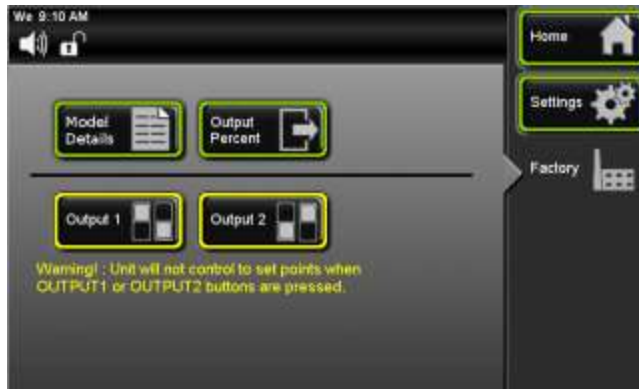 We 9:10 AM
Home
Settings
Factory
Model
Details
Output
Percent
Output 1
Output 2
Warning! : Unit will not control to set points when
OUTPUT1 or OUTPUT2 buttons are pressed.